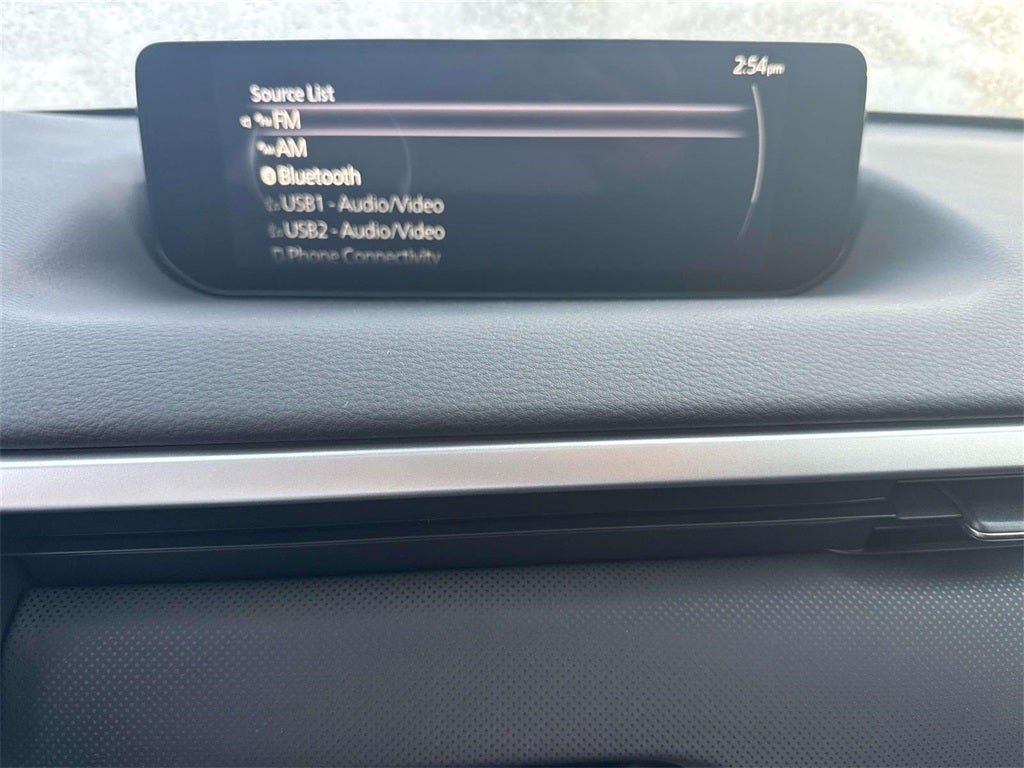 2:54pm
Source List
FM
AM
Bluetooth
USB1 - Audio/Video
USB2 - Audio/Video
Phone Connectivity